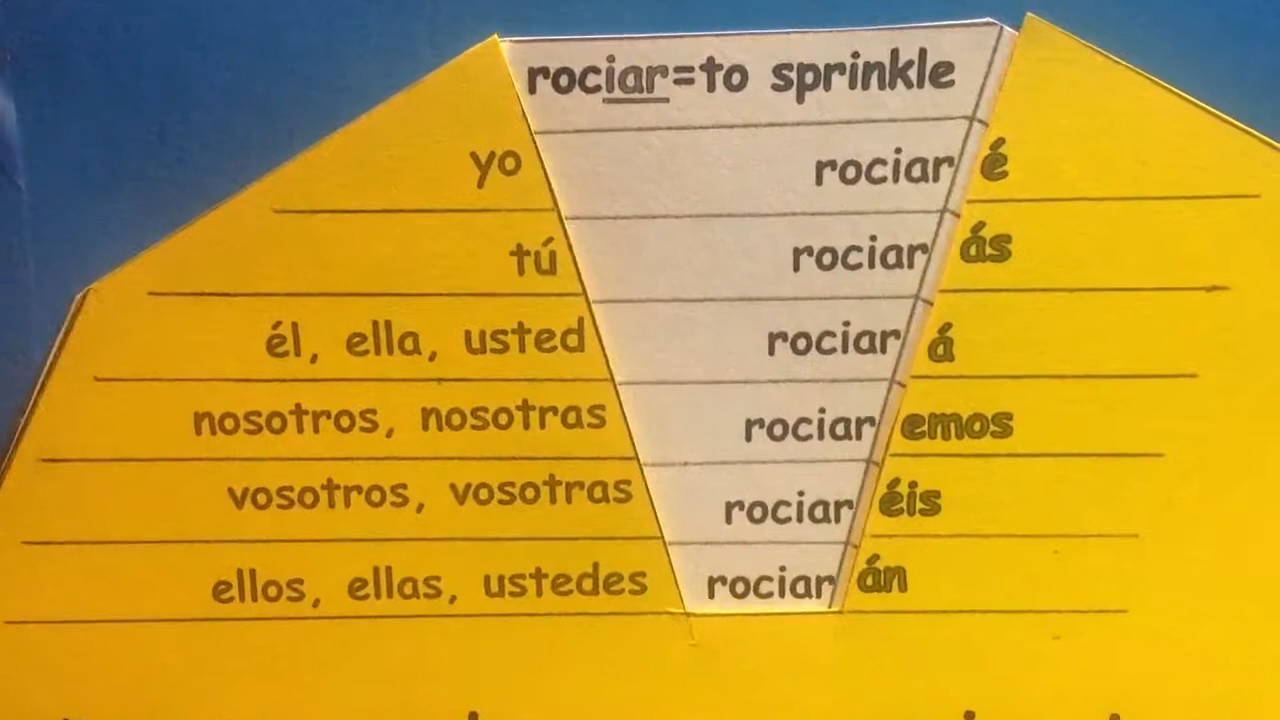 rociar=to sprinkle
yo rociar é
tú rociar ás
él, ella, usted rociar á
nosotros, nosotras rociar emos
vosotros, vosotras rociar éis
ellos, ellas, ustedes rociar án